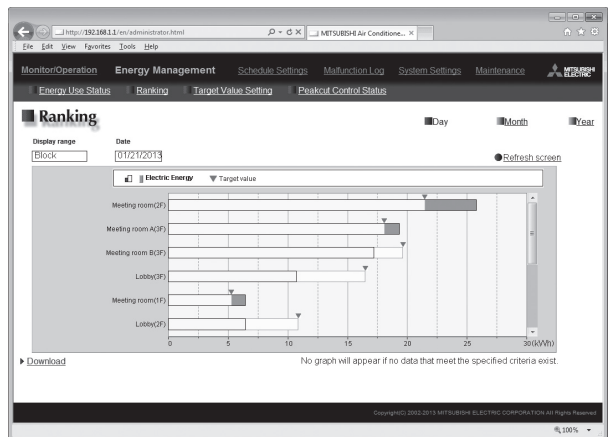 http://192.168.1.1/en/administrator.html
MITSUBISHI Air Conditione...
File Edit View Favorites Tools Help
Monitor/Operation Energy Management Schedule Settings Malfunction Log System Settings Maintenance MITSUBISHI ELECTRIC
Energy Use Status Ranking Target Value Setting Peakcut Control Status
Ranking
Day Month Year
Display range Date
Block 01/21/2013
Refresh screen
Electric Energy Target value
Meeting room(2F)
Meeting room A(3F)
Meeting room B(3F)
Lobby(3F)
Meeting room(1F)
Lobby(2F)
0 5 10 15 20 25 30 (kWh)
Download
No graph will appear if no data that meet the specified criteria exist.
Copyright(C) 2002-2013 MITSUBISHI ELECTRIC CORPORATION All Rights Reserved
100%